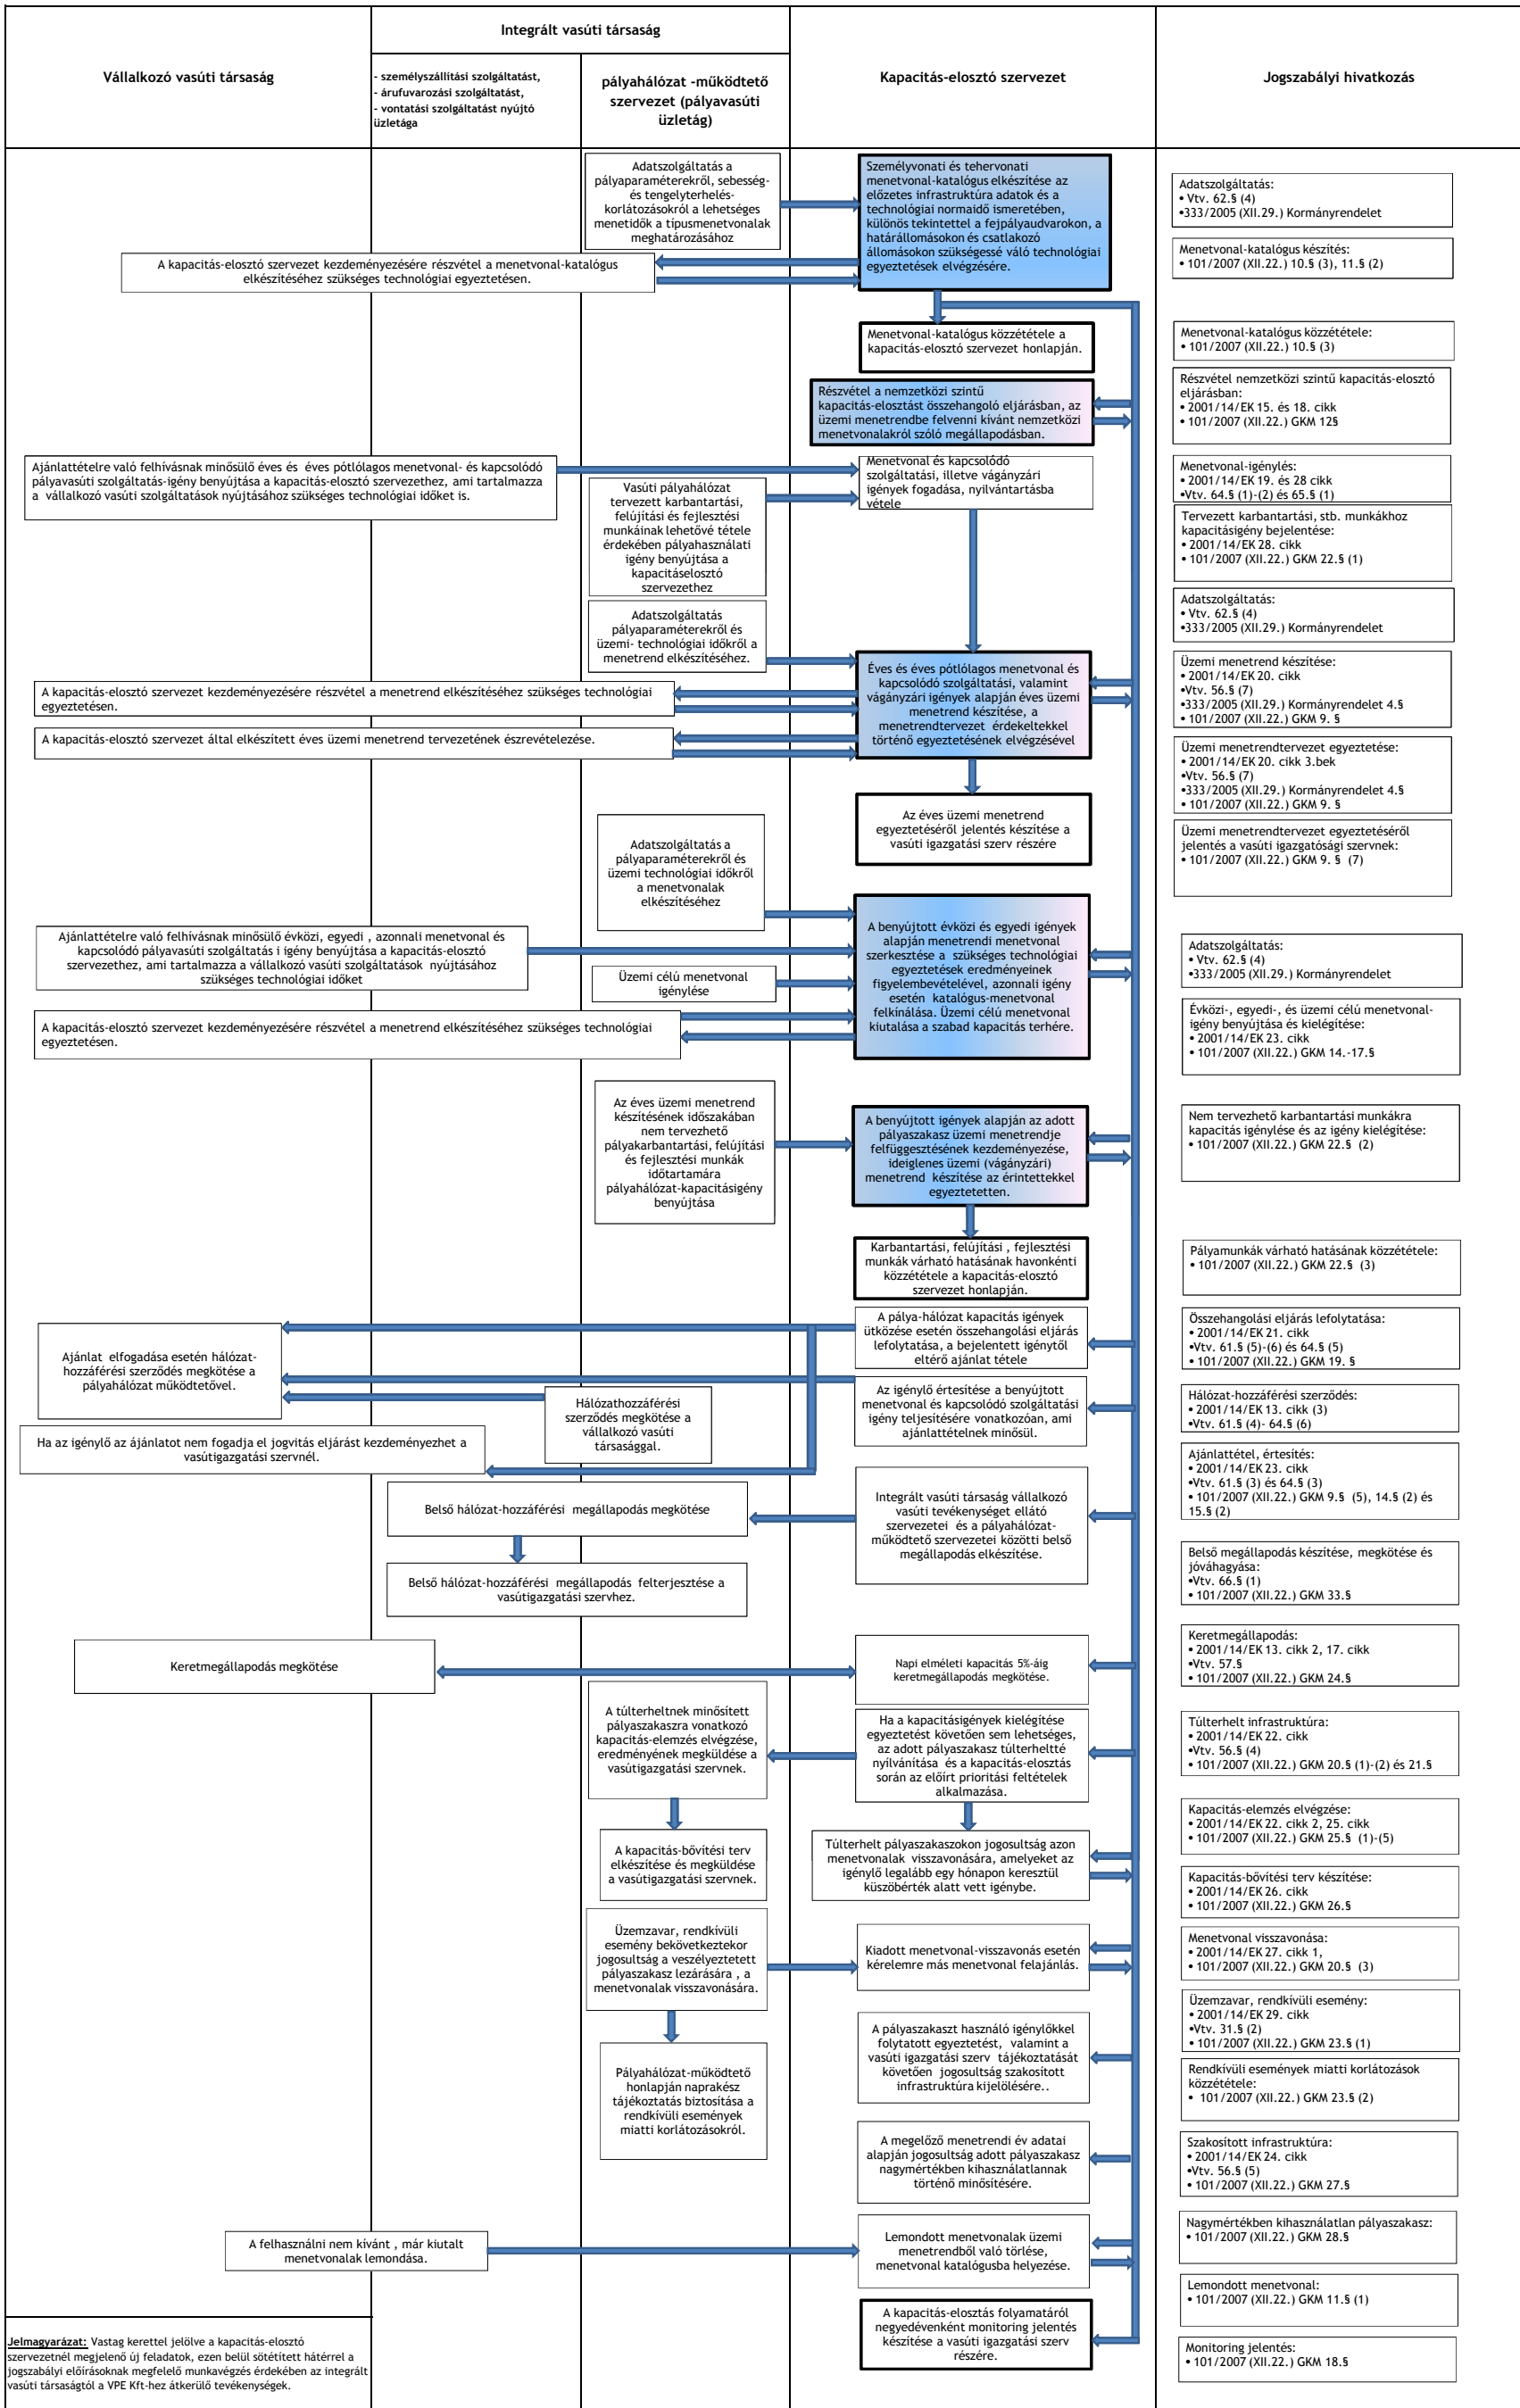 Vállalkozó vasúti társaság
Integrált vasúti társaság
- személyszállítási szolgáltatást,
- árufuvarozási szolgáltatást,
- vontatási szolgáltatást nyújtó
üzletága
pályahálózat -működtető
szervezet (pályavasúti
üzletág)
Kapacitás-elosztó szervezet
Jogszabályi hivatkozás
Adatszolgáltatás a
pályaparaméterekről, sebesség-
és tengelyterhelés-
korlátozásokról a lehetséges
menetidők a típusmenetvonalak
meghatározásához
Személyvonati és tehervonati
menetvonal-katalógus elkészítése az
előzetes infrastruktúra adatok és a
technológiai normaidő ismeretében,
különös tekintettel a fejpályaudvarokon, a
határállomásokon és csatlakozó
állomásokon szükségessé váló technológiai
egyeztetések elvégzésére.
Adatszolgáltatás:
• Vtv. 62.§ (4)
•333/2005 (XII.29.) Kormányrendelet
A kapacitás-elosztó szervezet kezdeményezésére részvétel a menetvonal-katalógus
elkészítéséhez szükséges technológiai egyeztetésen.
Menetvonal-katalógus készítés:
• 101/2007 (XII.22.) 10.§ (3), 11.§ (2)
Menetvonal-katalógus közzététele a
kapacitás-elosztó szervezet honlapján.
Menetvonal-katalógus közzététele:
• 101/2007 (XII.22.) 10.§ (3)
Részvétel a nemzetközi szintű
kapacitás-elosztást összehangoló eljárásban, az
üzemi menetrendbe felvenni kívánt nemzetközi
menetvonalakról szóló megállapodásban.
Részvétel nemzetközi szintű kapacitás-elosztó
eljárásban:
• 2001/14/EK 15. és 18. cikk
• 101/2007 (XII.22.) GKM 12§
Ajánlattételre való felhívásnak minősülő éves és  éves pótlólagos menetvonal- és kapcsolódó
pályavasúti szolgáltatás-igény benyújtása a kapacitás-elosztó szervezethez, ami tartalmazza
a  vállalkozó vasúti szolgáltatások nyújtásához szükséges technológiai időket is.
Menetvonal és kapcsolódó
szolgáltatási, illetve vágányzári
igények fogadása, nyilvántartásba
vétele
Menetvonal-igénylés:
• 2001/14/EK 19. és 28 cikk
•Vtv. 64.§ (1)-(2) és 65.§ (1)
Vasúti pályahálózat
tervezett karbantartási,
felújítási és fejlesztési
munkáinak lehetővé tétele
érdekében pályahasználati
igény benyújtása a
kapacitáselosztó
szervezethez
Tervezett karbantartási, stb. munkákhoz
kapacitásigény bejelentése:
• 2001/14/EK 28. cikk
• 101/2007 (XII.22.) GKM 22.§ (1)
Adatszolgáltatás
pályaparaméterekről és
üzemi- technológiai időkről a
menetrend elkészítéséhez.
Adatszolgáltatás:
• Vtv. 62.§ (4)
•333/2005 (XII.29.) Kormányrendelet
Éves és éves pótlólagos menetvonal és
kapcsolódó szolgáltatási, valamint
vágányzári igények alapján éves üzemi
menetrend készítése, a
menetrendtervezet érdekeltekkel
történő egyeztetésének elvégzésével
Üzemi menetrend készítése:
• 2001/14/EK 20. cikk
•Vtv. 56.§ (7)
•333/2005 (XII.29.) Kormányrendelet 4.§
• 101/2007 (XII.22.) GKM 9. §
A kapacitás-elosztó szervezet kezdeményezésére részvétel a menetrend elkészítéséhez szükséges technológiai
egyeztetésen.
A kapacitás-elosztó szervezet által elkészített éves üzemi menetrend tervezetének észrevételezése.
Üzemi menetrendtervezet egyeztetése:
• 2001/14/EK 20. cikk 3.bek
•Vtv. 56.§ (7)
•333/2005 (XII.29.) Kormányrendelet 4.§
• 101/2007 (XII.22.) GKM 9. §
Az éves üzemi menetrend
egyeztetéséről jelentés készítése a
vasúti igazgatási szerv részére
Üzemi menetrendtervezet egyeztetéséről
jelentés a vasúti igazgatósági szervnek:
• 101/2007 (XII.22.) GKM 9. §  (7)
Adatszolgáltatás a
pályaparaméterekről és
üzemi technológiai időkről
a menetvonalak
elkészítéséhez
Ajánlattételre való felhívásnak minősülő évközi, egyedi , azonnali menetvonal és
kapcsolódó pályavasúti szolgáltatás i igény benyújtása a kapacitás-elosztó
szervezethez, ami tartalmazza a vállalkozó vasúti szolgáltatások  nyújtásához
szükséges technológiai időket
Üzemi célú menetvonal
igénylése
A benyújtott évközi és egyedi igények
alapján menetrendi menetvonal
szerkesztése a  szükséges technológiai
egyeztetések eredményeinek
figyelembevételével, azonnali igény
esetén  katalógus-menetvonal
felkínálása. Üzemi célú menetvonal
kiutalása a szabad kapacitás terhére.
Adatszolgáltatás:
• Vtv. 62.§ (4)
•333/2005 (XII.29.) Kormányrendelet
A kapacitás-elosztó szervezet kezdeményezésére részvétel a menetrend elkészítéséhez szükséges technológiai
egyeztetésen.
Évközi-, egyedi-, és üzemi célú menetvonal-
igény benyújtása és kielégítése:
• 2001/14/EK 23. cikk
• 101/2007 (XII.22.) GKM 14.-17.§
Az éves üzemi menetrend
készítésének időszakában
nem tervezhető
pályakarbantartási, felújítási
és fejlesztési munkák
időtartamára
pályahálózat-kapacitásigény
benyújtása
A benyújtott igények alapján az adott
pályaszakasz üzemi menetrendje
felfüggesztésének kezdeményezése,
ideiglenes üzemi (vágányzári)
menetrend  készítése az érintettekkel
egyeztetetten.
Nem tervezhető karbantartási munkákra
kapacitás igénylése és az igény kielégítése:
• 101/2007 (XII.22.) GKM 22.§  (2)
Karbantartási, felújítási , fejlesztési
munkák várható hatásának havonkénti
közzététele a kapacitás-elosztó
szervezet honlapján.
Pályamunkák várható hatásának közzététele:
• 101/2007 (XII.22.) GKM 22.§  (3)
A pálya-hálózat kapacitás igények
ütközése esetén összehangolási eljárás
lefolytatása, a bejelentett igénytől
eltérő ajánlat tétele
Összehangolási eljárás lefolytatása:
• 2001/14/EK 21. cikk
•Vtv. 61.§ (5)-(6) és 64.§ (5)
• 101/2007 (XII.22.) GKM 19. §
Ajánlat  elfogadása esetén hálózat-
hozzáférési szerződés megkötése a
pályahálózat működtetővel.
Az igénylő értesítése a benyújtott
menetvonal és kapcsolódó szolgáltatási
igény teljesítésére vonatkozóan, ami
ajánlattételnek minősül.
Hálózat-hozzáférési szerződés:
• 2001/14/EK 13. cikk (3)
•Vtv. 61.§ (4)- 64.§ (6)
Hálózathozzáférési
szerződés megkötése a
vállalkozó vasúti
társasággal.
Ha az igénylő az ájánlatot nem fogadja el jogvitás eljárást kezdeményezhet a
vasútigazgatási szervnél.
Ajánlattétel, értesítés:
• 2001/14/EK 23. cikk
•Vtv. 61.§ (3) és 64.§ (3)
• 101/2007 (XII.22.) GKM 9.§  (5), 14.§ (2) és
15.§ (2)
Belső hálózat-hozzáférési  megállapodás megkötése
Integrált vasúti társaság vállalkozó
vasúti tevékenységet ellátó
szervezetei  és a pályahálózat-
működtető szervezetei közötti belső
megállapodás elkészítése.
Belső hálózat-hozzáférési  megállapodás  felterjesztése a
vasútigazgatási szervhez.
Belső megállapodás készítése, megkötése és
jóváhagyása:
•Vtv. 66.§ (1)
• 101/2007 (XII.22.) GKM 33.§
Keretmegállapodás megkötése
Napi elméleti kapacitás 5%-áig
keretmegállapodás megkötése.
Keretmegállapodás:
• 2001/14/EK 13. cikk 2, 17. cikk
•Vtv. 57.§
• 101/2007 (XII.22.) GKM 24.§
A túlterheltnek minősített
pályaszakaszra vonatkozó
kapacitás-elemzés elvégzése,
eredményének megküldése a
vasútigazgatási szervnek.
Ha a kapacitásigények kielégítése
egyeztetést követően sem lehetséges,
az adott pályaszakasz túlterheltté
nyílvánítása  és a kapacitás-elosztás
során az előírt prioritási feltételek
alkalmazása.
Túlterhelt infrastruktúra:
• 2001/14/EK 22. cikk
•Vtv. 56.§ (4)
• 101/2007 (XII.22.) GKM 20.§ (1)-(2) és 21.§
A kapacitás-bővítési terv
elkészítése és megküldése
a vasútigazgatási szervnek.
Túlterhelt pályaszakaszokon jogosultság azon
menetvonalak  visszavonására, amelyeket az
igénylő legalább egy hónapon keresztül
küszöbérték alatt vett igénybe.
Kapacitás-elemzés elvégzése:
• 2001/14/EK 22. cikk 2, 25. cikk
• 101/2007 (XII.22.) GKM 25.§  (1)-(5)
Kapacitás-bővítési terv készítése:
• 2001/14/EK 26. cikk
• 101/2007 (XII.22.) GKM 26.§
Üzemzavar, rendkívüli
esemény bekövetkeztekor
jogosultság a veszélyeztetett
pályaszakasz lezárására , a
menetvonalak visszavonására.
Kiadott menetvonal-visszavonás esetén
kérelemre más menetvonal felajánlás.
Menetvonal visszavonása:
• 2001/14/EK 27. cikk 1,
• 101/2007 (XII.22.) GKM 20.§  (3)
Üzemzavar, rendkívüli esemény:
• 2001/14/EK 29. cikk
•Vtv. 31.§ (2)
• 101/2007 (XII.22.) GKM 23.§ (1)
Pályahálózat-működtető
honlapján naprakész
tájékoztatás biztosítása a
rendkívüli események
miatti korlátozásokról.
A pályaszakaszt használó igénylőkkel
folytatott egyeztetést,  valamint a
vasúti igazgatási szerv  tájékoztatását
követően  jogosultság szakosított
infrastruktúra kijelölésére..
Rendkívüli események miatti korlátozások
közzététele:
•  101/2007 (XII.22.) GKM 23.§ (2)
A megelőző menetrendi év adatai
alapján jogosultság adott pályaszakasz
nagymértékben kihasználatlannak
történő minősítésére.
Szakosított infrastruktúra:
• 2001/14/EK 24. cikk
•Vtv. 56.§ (5)
• 101/2007 (XII.22.) GKM 27.§
A felhasználni nem kívánt , már kiutalt
menetvonalak lemondása.
Lemondott menetvonalak üzemi
menetrendből való törlése,
menetvonal katalógusba helyezése.
Nagymértékben kihasználatlan pályaszakasz:
• 101/2007 (XII.22.) GKM 28.§
Lemondott menetvonal:
• 101/2007 (XII.22.) GKM 11.§ (1)
A kapacitás-elosztás folyamatáról
negyedévenként monitoring jelentés
készítése a vasúti igazgatási szerv
részére.
Monitoring jelentés:
• 101/2007 (XII.22.) GKM 18.§
Jelmagyarázat: Vastag kerettel jelölve a kapacitás-elosztó
szervezetnél megjelenő új feladatok, ezen belül sötétített hátérrel a
jogszabályi előírásoknak megfelelő munkavégzés érdekében az integrált
vasúti társaságtól a VPE Kft-hez átkerülő tevékenységek.